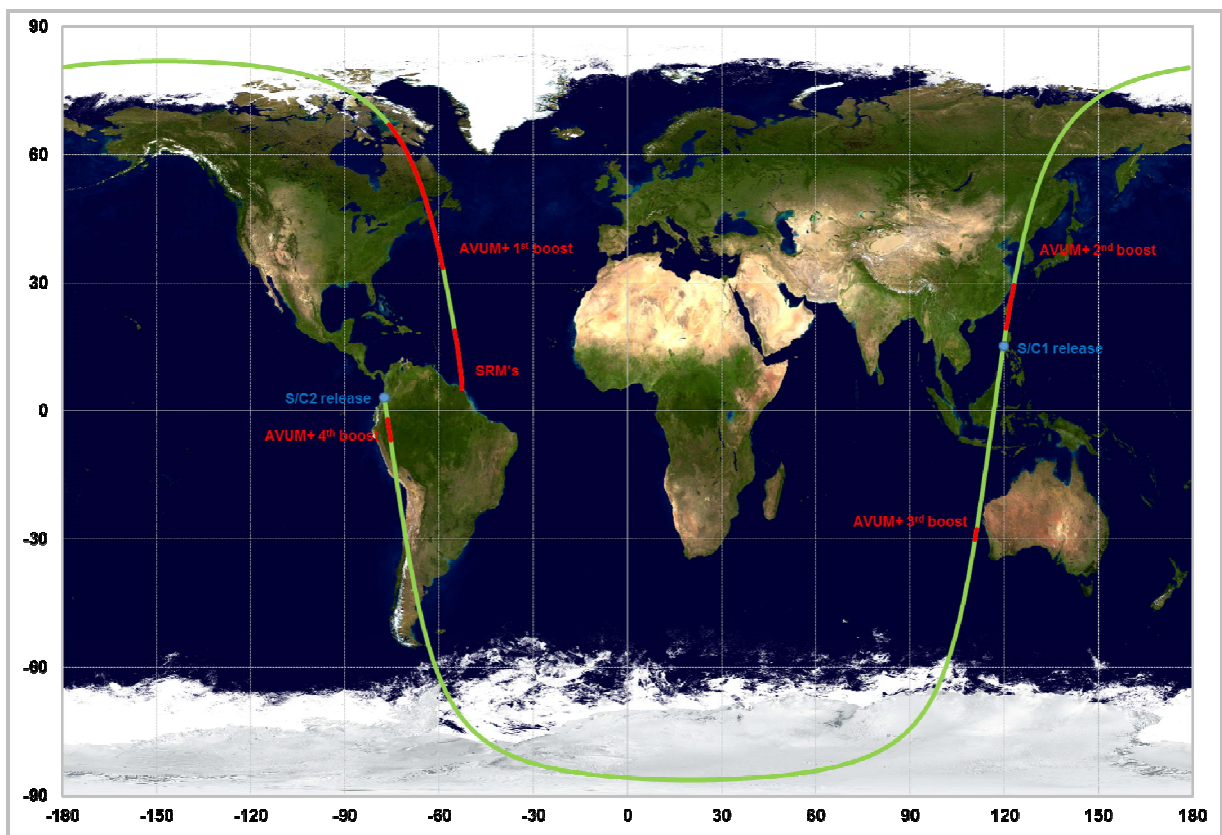 90
60
AVUM+ 1st boost
AVUM+ 2nd boost
30
S/C1 release
SRM's
S/C2 release
0
AVUM+ 4th boost
AVUM+ 3rd boost
-30
-60
-90
-180 -150 -120 -90 -60 -30 0 30 60 90 120 150 180